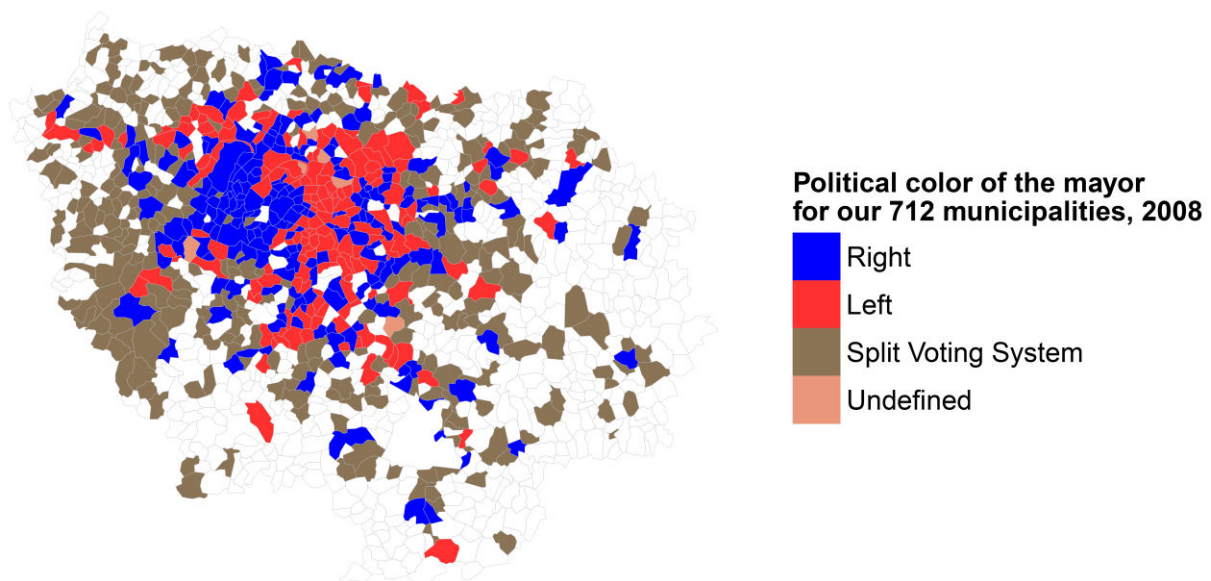 Political color of the mayor
for our 712 municipalities, 2008
Right
Left
Split Voting System
Undefined